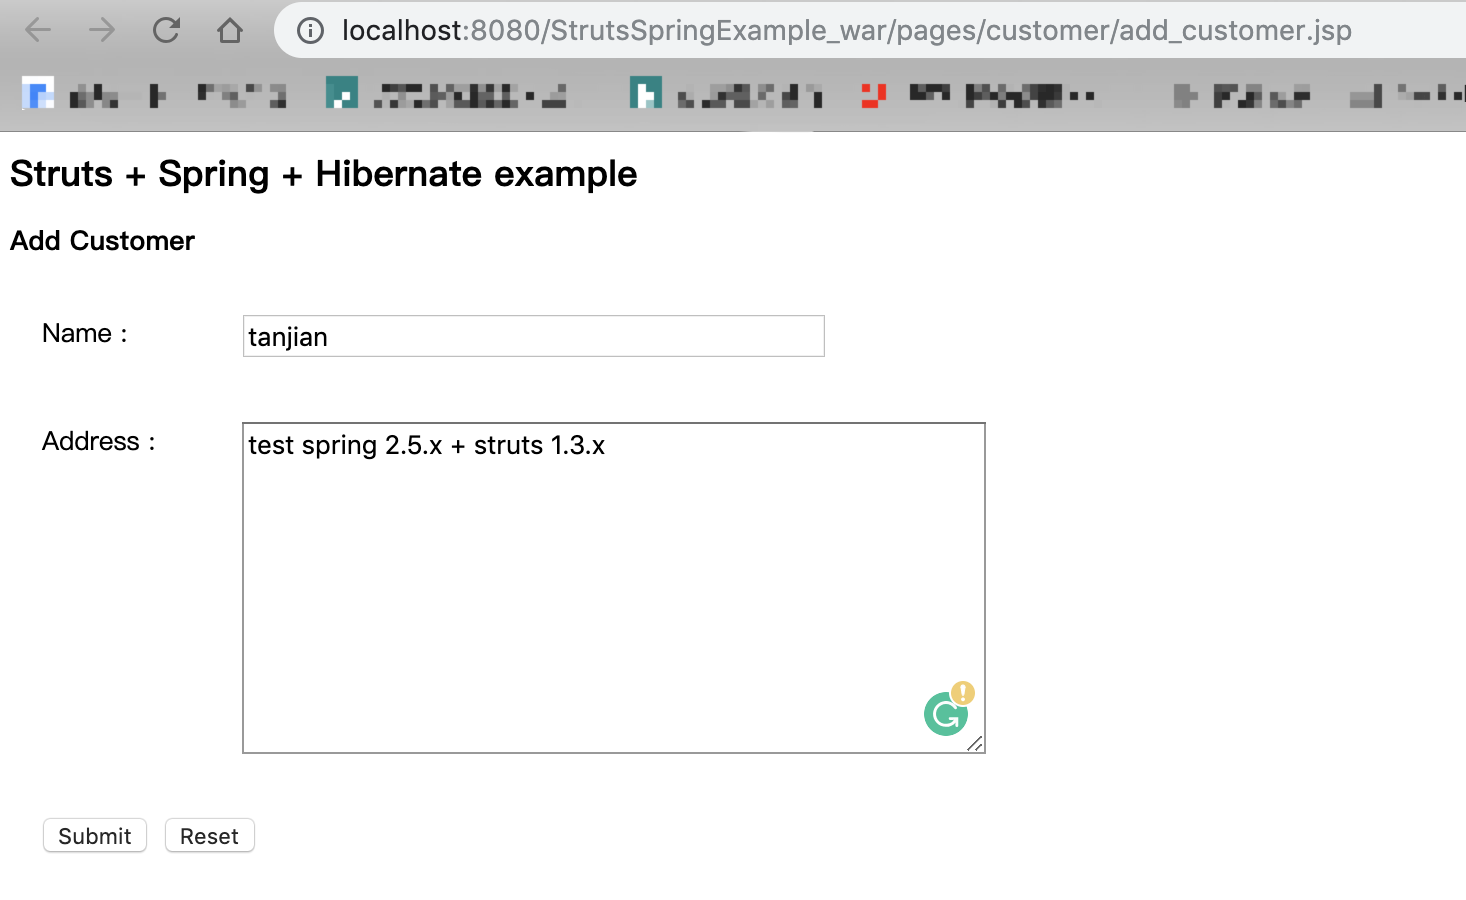 localhost:8080/StrutsSpringExample_war/pages/customer/add_customer.jsp
Struts + Spring + Hibernate example
Add Customer
Name :
tanjian
Address :
test spring 2.5.x + struts 1.3.x
Submit
Reset